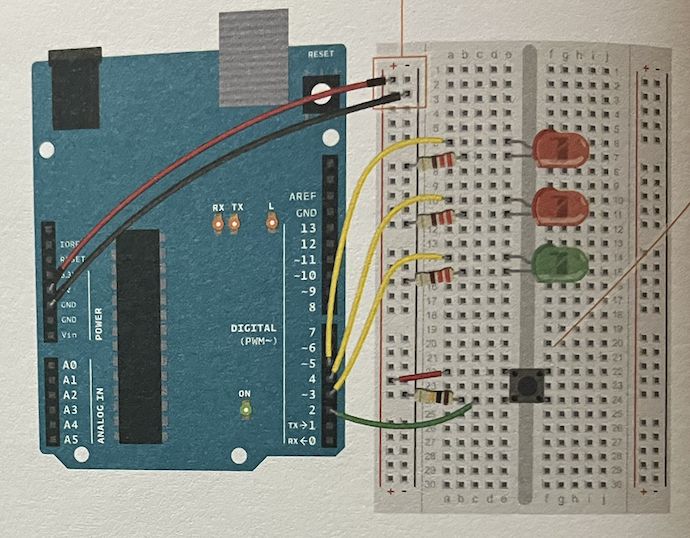 RESET
AREF
GND
RX TX L
13
12
~11
~10
~9
8
DIGITAL
(PWM~)
7
~6
~5
4
~3
2
TX→1
RX←0
ON
IOREF
RESET
3V
5V
GND
GND
Vin
POWER
A0
A1
A2
A3
A4
A5
ANALOG IN
+ -
a b c d e
f g h i j
+ -
a b c d e
f g h i j
+ -
+ -